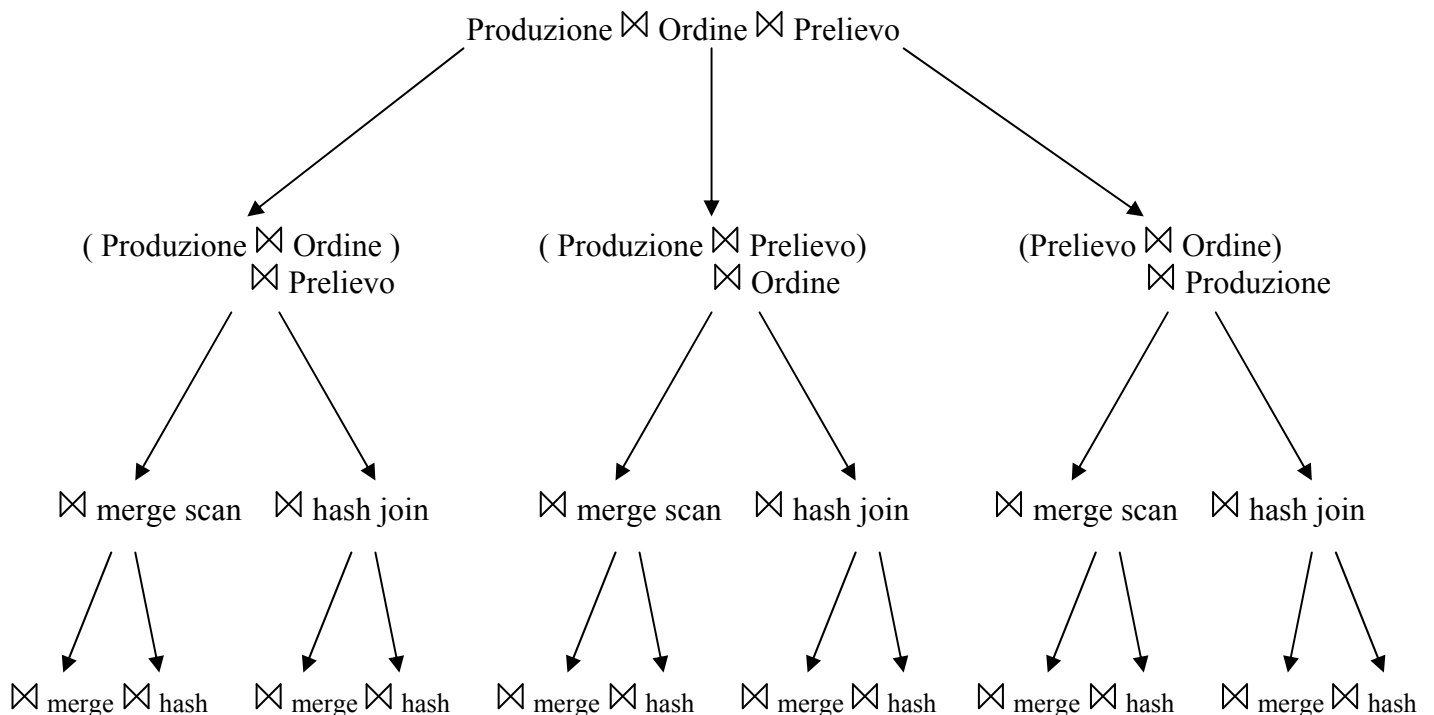 Produzione ⋈ Ordine ⋈ Prelievo
( Produzione ⋈ Ordine )
⋈ Prelievo
( Produzione ⋈ Prelievo)
⋈ Ordine
(Prelievo ⋈ Ordine)
⋈ Produzione
⋈ merge scan ⋈ hash join ⋈ merge scan ⋈ hash join ⋈ merge scan ⋈ hash join
⋈ merge ⋈ hash ⋈ merge ⋈ hash ⋈ merge ⋈ hash ⋈ merge ⋈ hash ⋈ merge ⋈ hash ⋈ merge ⋈ hash